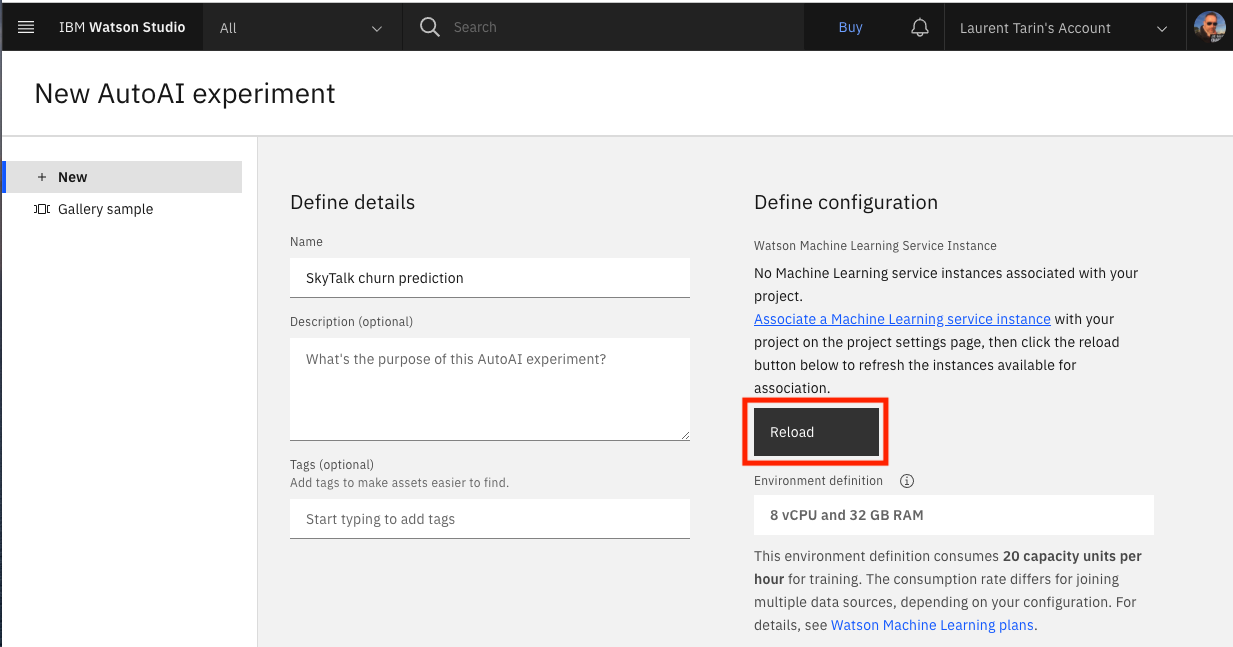 IBM Watson Studio
All
Search
Buy
Laurent Tarin's Account
New AutoAI experiment
+ New
Gallery sample
Define details
Name
SkyTalk churn prediction
Description (optional)
What's the purpose of this AutoAI experiment?
Tags (optional)
Add tags to make assets easier to find.
Start typing to add tags
Define configuration
Watson Machine Learning Service Instance
No Machine Learning service instances associated with your
project.
Associate a Machine Learning service instance with your
project on the project settings page, then click the reload
button below to refresh the instances available for
association.
Reload
Environment definition
8 vCPU and 32 GB RAM
This environment definition consumes 20 capacity units per
hour for training. The consumption rate differs for joining
multiple data sources, depending on your configuration. For
details, see Watson Machine Learning plans.